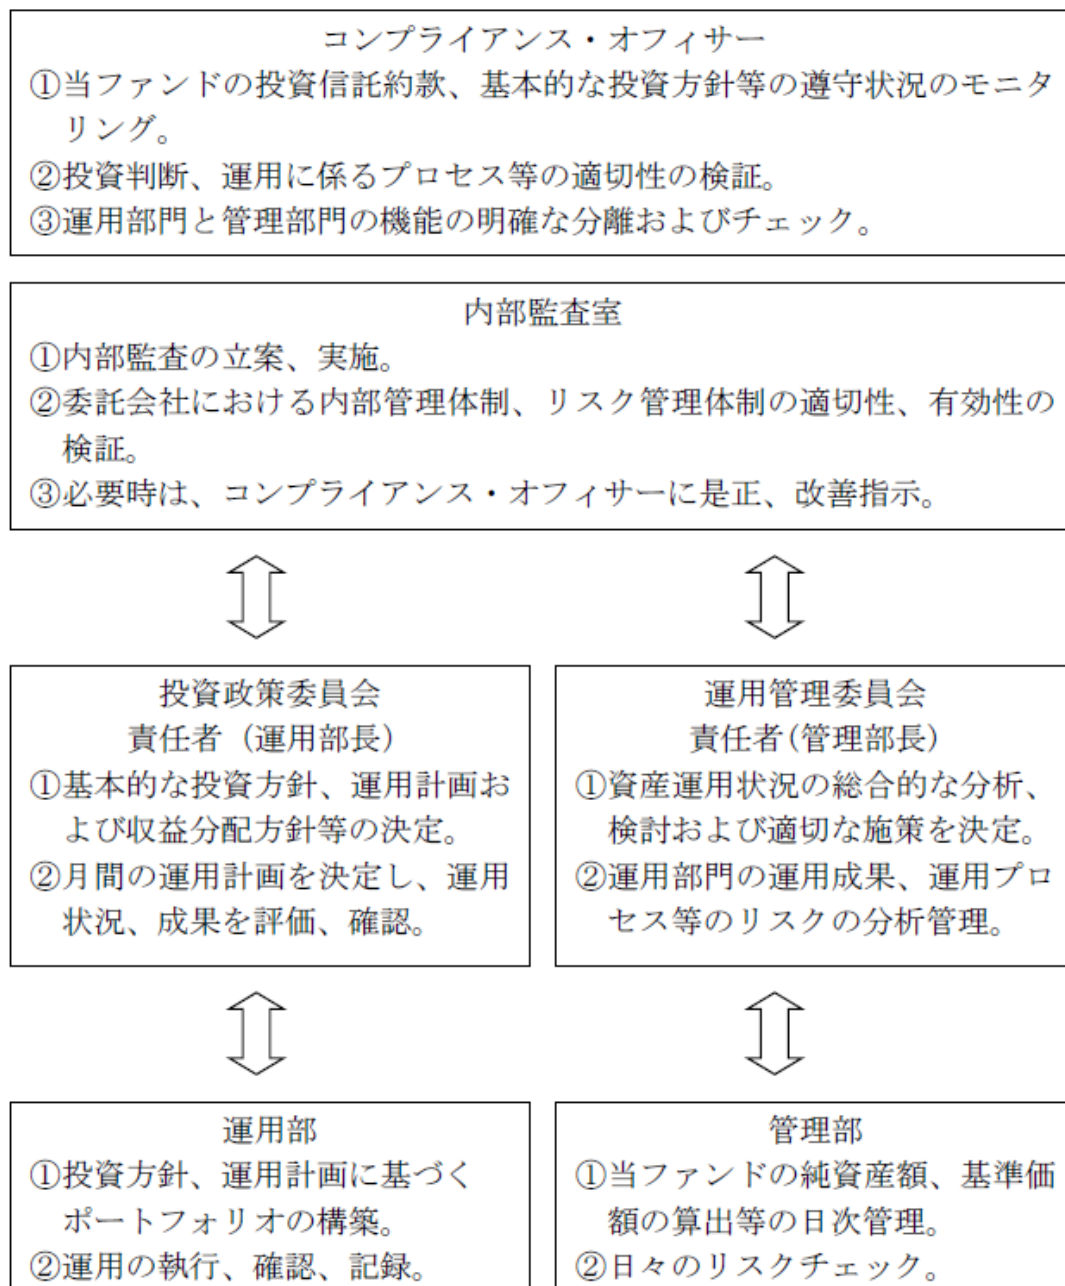 コンプライアンス・オフィサー
①当ファンドの投資信託約款、基本的な投資方針等の遵守状況のモニタ
リング。
②投資判断、運用に係るプロセス等の適切性の検証。
③運用部門と管理部門の機能の明確な分離およびチェック。
内部監査室
①内部監査の立案、実施。
②委託会社における内部管理体制、リスク管理体制の適切性、有効性の
検証。
③必要時は、コンプライアンス・オフィサーに是正、改善指示。
投資政策委員会
責任者（運用部長）
①基本的な投資方針、運用計画お
よび収益分配方針等の決定。
②月間の運用計画を決定し、運用
状況、成果を評価、確認。
運用管理委員会
責任者(管理部長)
①資産運用状況の総合的な分析、
検討および適切な施策を決定。
②運用部門の運用成果、運用プロ
セス等のリスクの分析管理。
運用部
①投資方針、運用計画に基づく
ポートフォリオの構築。
②運用の執行、確認、記録。
管理部
①当ファンドの純資産額、基準価
額の算出等の日次管理。
②日々のリスクチェック。